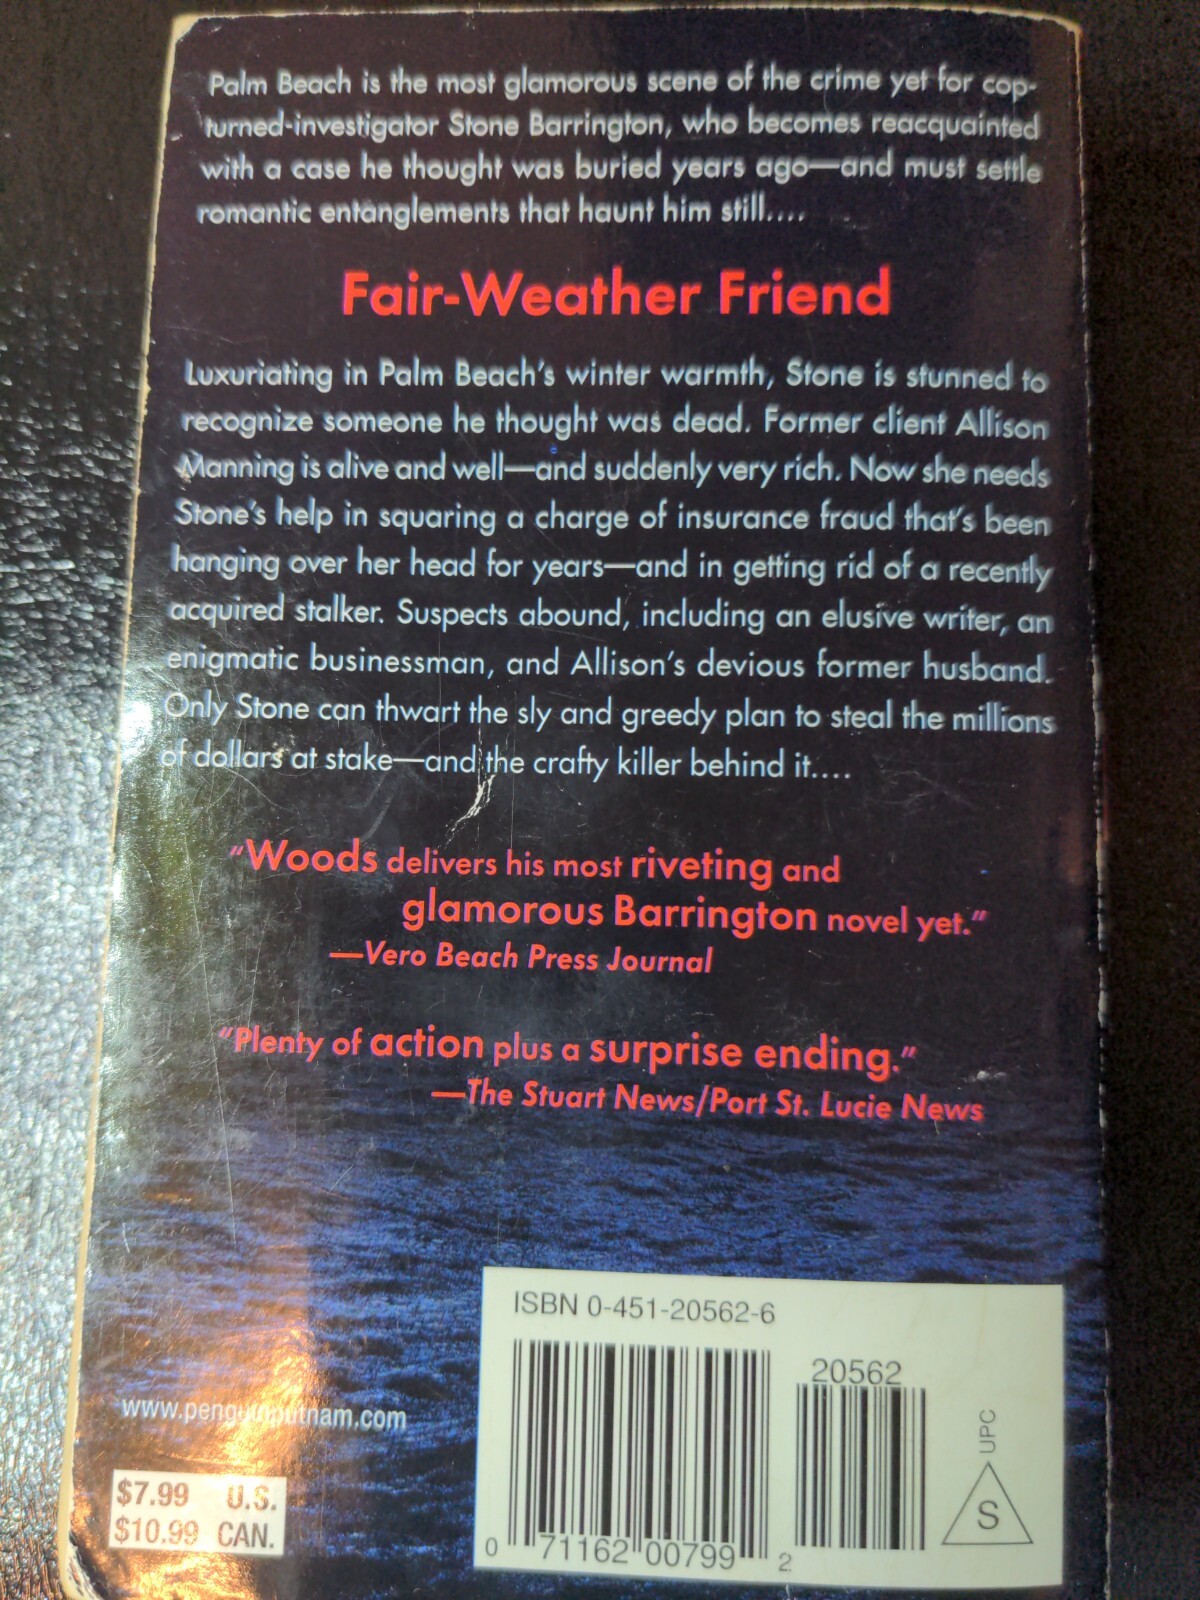 Palm Beach is the most glamorous scene of the crime yet for cop-
turned-investigator Stone Barrington, who becomes reacquainted
with a case he thought was buried years ago—and must settle
romantic entanglements that haunt him still....
Fair-Weather Friend
Luxuriating in Palm Beach's winter warmth, Stone is stunned to
recognize someone he thought was dead. Former client Allison
Manning is alive and well—and suddenly very rich. Now she needs
Stone's help in squaring a charge of insurance fraud that's been
hanging over her head for years—and in getting rid of a recently
acquired stalker. Suspects abound, including an elusive writer, an
enigmatic businessman, and Allison's devious former husband.
Only Stone can thwart the sly and greedy plan to steal the millions
of dollars at stake—and the crafty killer behind it....
"Woods delivers his most riveting and
glamorous Barrington novel yet."
—Vero Beach Press Journal
"Plenty of action plus a surprise ending."
—The Stuart News/Port St. Lucie News
ISBN 0-451-20562-6
20562
UPC
S
0 71162 00799 2
www.penguinputnam.com
$7.99 U.S.
$10.99 CAN.